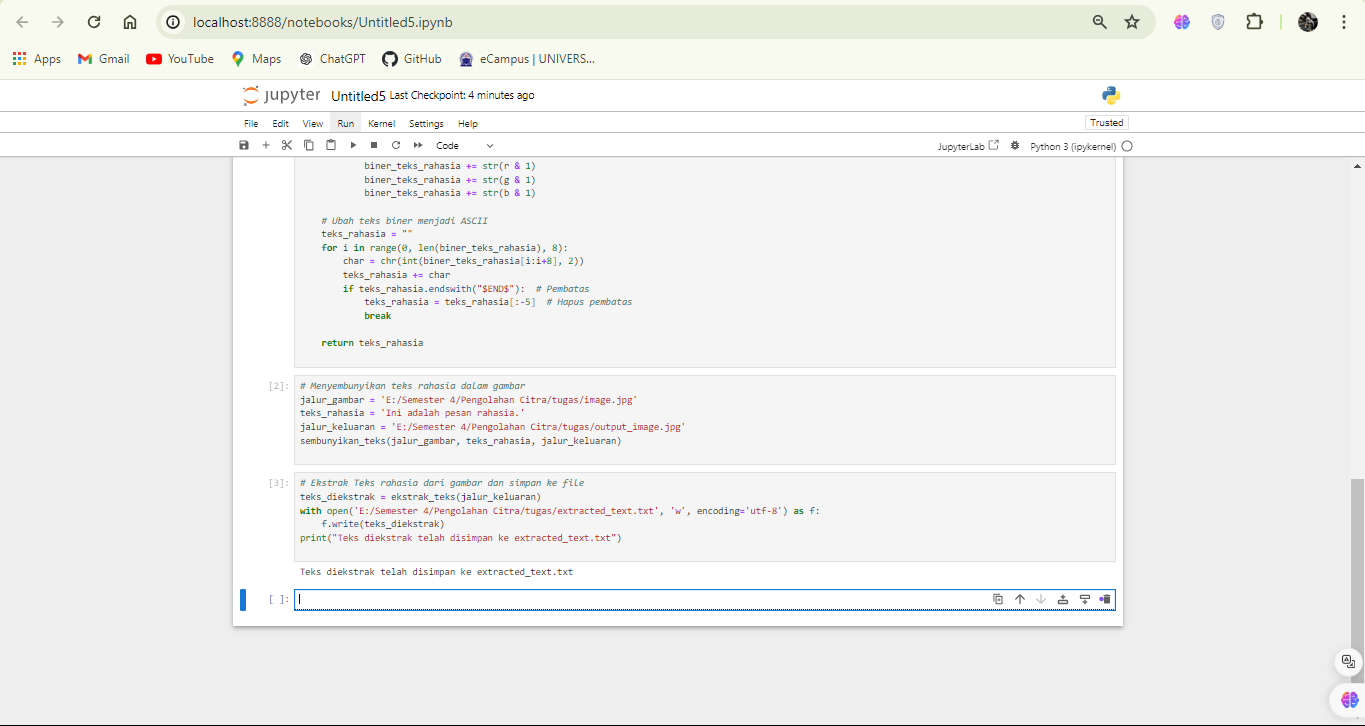 localhost:8888/notebooks/Untitled5.ipynb
Apps Gmail YouTube Maps ChatGPT GitHub eCampus | UNIVERS...
jupyter Untitled5 Last Checkpoint: 4 minutes ago
File Edit View Run Kernel Settings Help Trusted
Code JupyterLab Python 3 (ipykernel)
            biner_teks_rahasia += str(r & 1)
            biner_teks_rahasia += str(g & 1)
            biner_teks_rahasia += str(b & 1)
    # Ubah teks biner menjadi ASCII
    teks_rahasia = ""
    for i in range(0, len(biner_teks_rahasia), 8):
        char = chr(int(biner_teks_rahasia[i:i+8], 2))
        teks_rahasia += char
        if teks_rahasia.endswith("$END$"):  # Pembatas
            teks_rahasia = teks_rahasia[:-5]  # Hapus pembatas
            break
    return teks_rahasia
[2]: # Menyembunyikan teks rahasia dalam gambar
jalur_gambar = 'E:/Semester 4/Pengolahan Citra/tugas/image.jpg'
teks_rahasia = 'Ini adalah pesan rahasia.'
jalur_keluaran = 'E:/Semester 4/Pengolahan Citra/tugas/output_image.jpg'
sembunyikan_teks(jalur_gambar, teks_rahasia, jalur_keluaran)
[3]: # Ekstrak Teks rahasia dari gambar dan simpan ke file
teks_diekstrak = ekstrak_teks(jalur_keluaran)
with open('E:/Semester 4/Pengolahan Citra/tugas/extracted_text.txt', 'w', encoding='utf-8') as f:
    f.write(teks_diekstrak)
print("Teks diekstrak telah disimpan ke extracted_text.txt")
Teks diekstrak telah disimpan ke extracted_text.txt
[ ]: